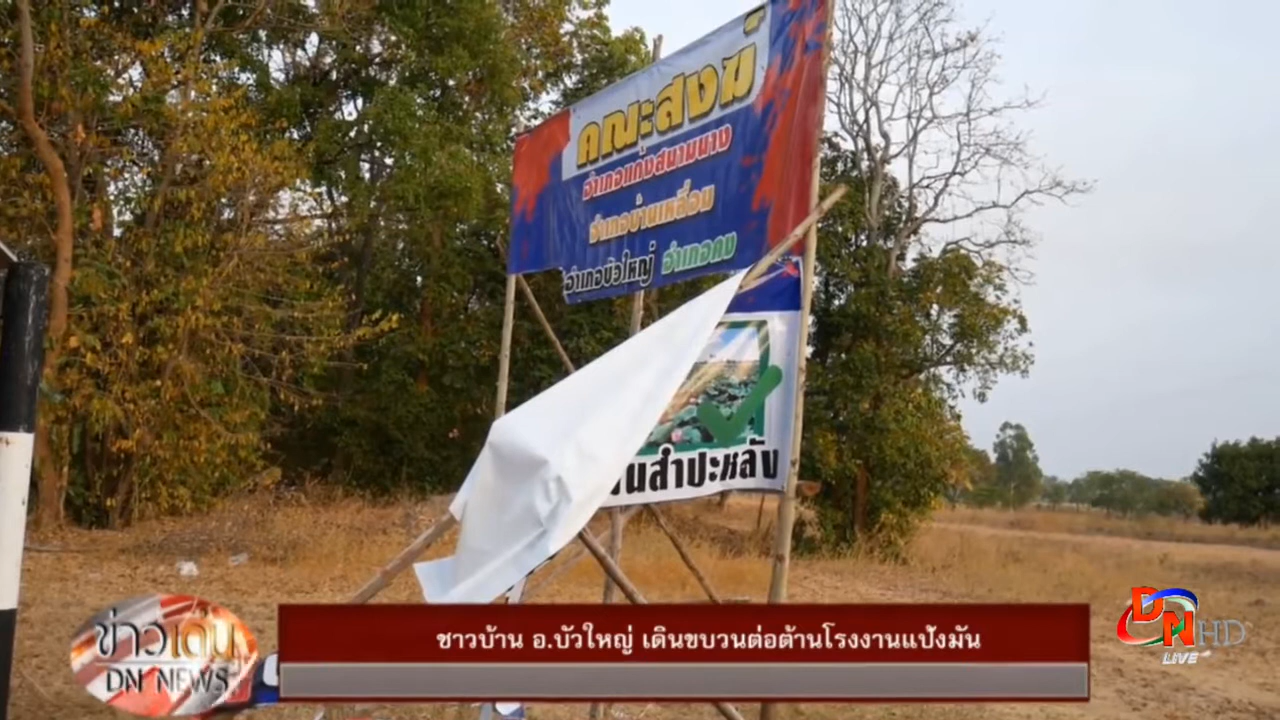 คณะสงฆ์
อำเภอแก้งสนามนาง
อำเภอบ้านเหลื่อม
อำเภอบัวใหญ่ อำเภอคง
นสำปะหลัง
ข่าวเด่น
DN NEWS
ชาวบ้าน อ.บัวใหญ่ เดินขบวนต่อต้านโรงงานแป้งมัน
DN HD
LIVE